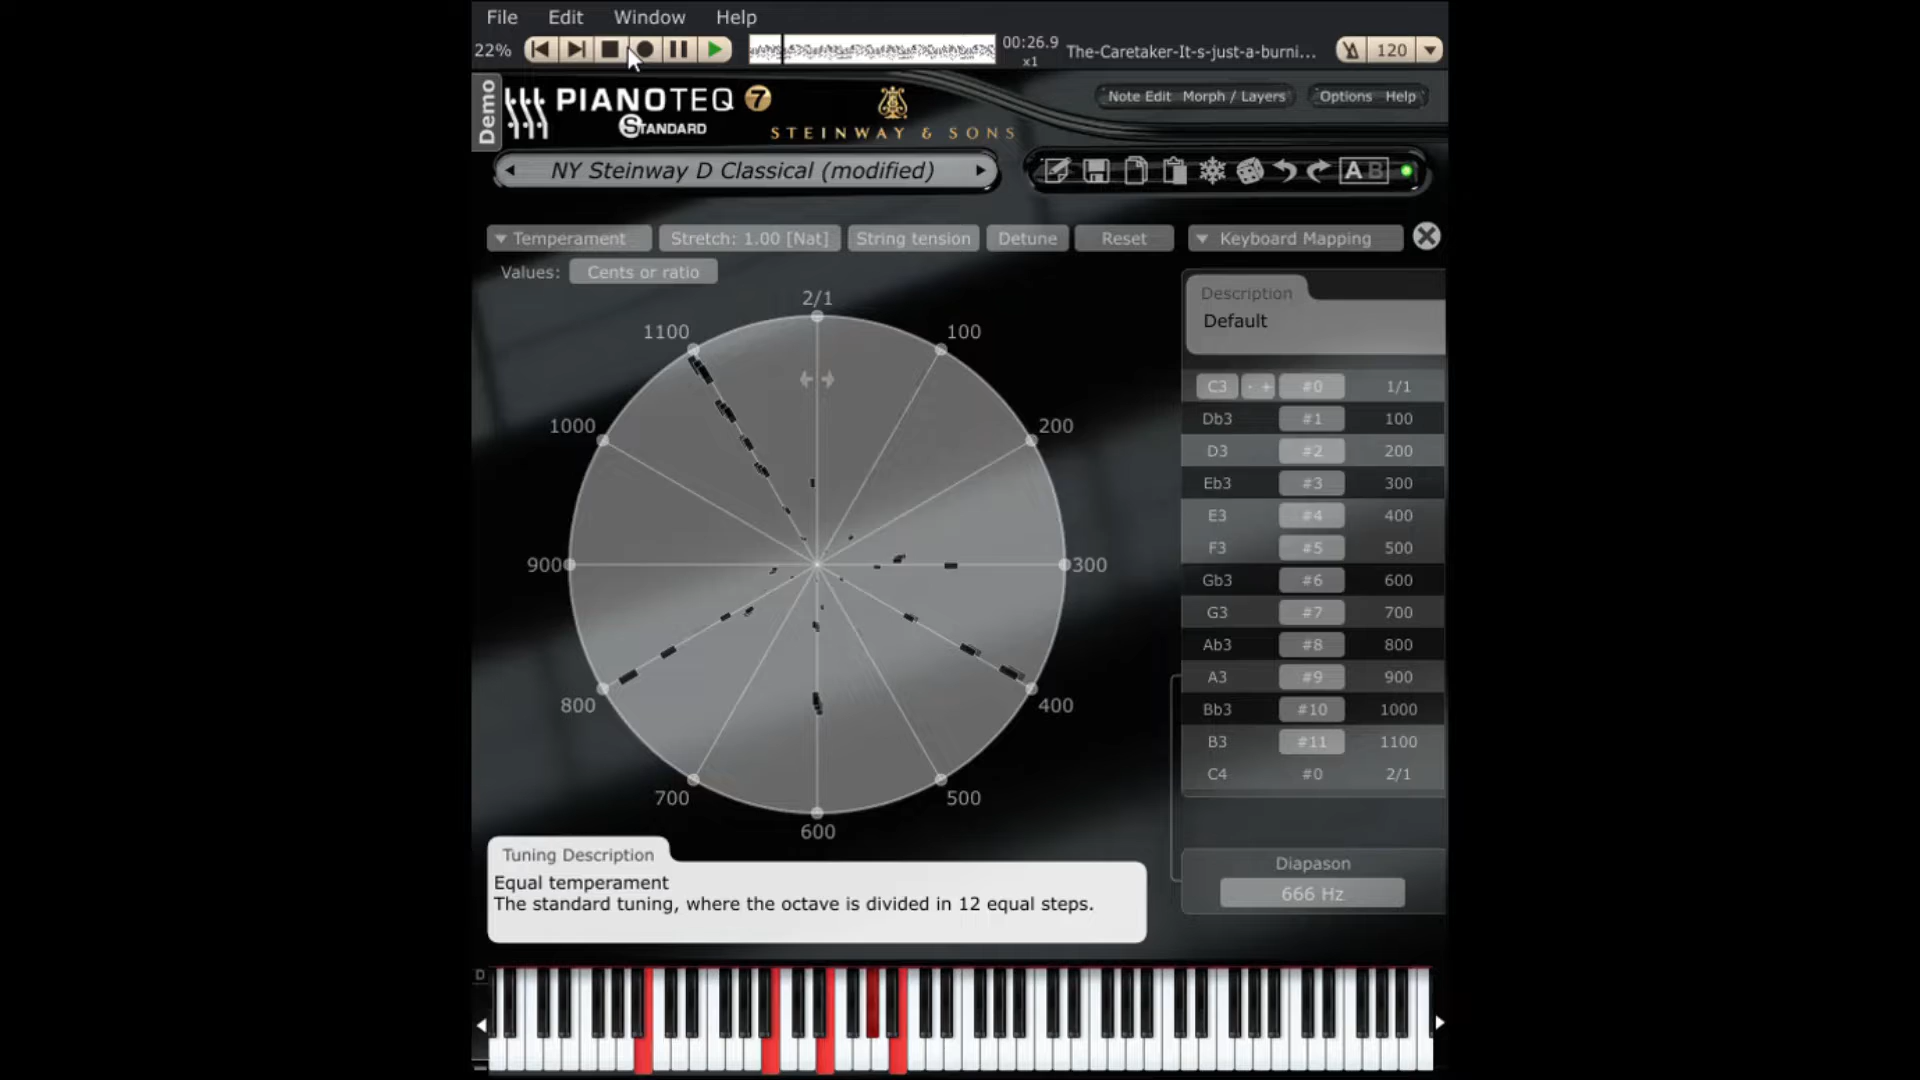 File Edit Window Help
22%
00:26.9
x1
The-Caretaker-It-s-just-a-burni...
120
Demo
PIANOTEQ 7
STANDARD
STEINWAY & SONS
Note Edit Morph / Layers
Options Help
NY Steinway D Classical (modified)
A B
Temperament
Stretch: 1.00 [Nat]
String tension
Detune
Reset
Keyboard Mapping
Values: Cents or ratio
2/1
100
200
300
400
500
600
700
800
900
1000
1100
Description
Default
C3 - + #0 1/1
Db3 #1 100
D3 #2 200
Eb3 #3 300
E3 #4 400
F3 #5 500
Gb3 #6 600
G3 #7 700
Ab3 #8 800
A3 #9 900
Bb3 #10 1000
B3 #11 1100
C4 #0 2/1
Diapason
666 Hz
Tuning Description
Equal temperament
The standard tuning, where the octave is divided in 12 equal steps.
D